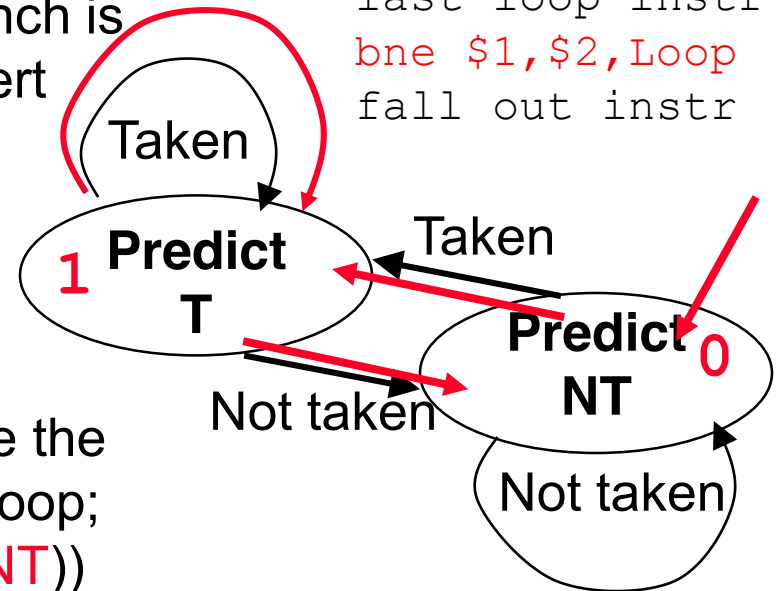 nch is
ert
last loop instr
bne $1,$2,Loop
fall out instr
Taken
1 Predict
T
Taken
Predict 0
NT
Not taken
Not taken
e the
oop;
NT))